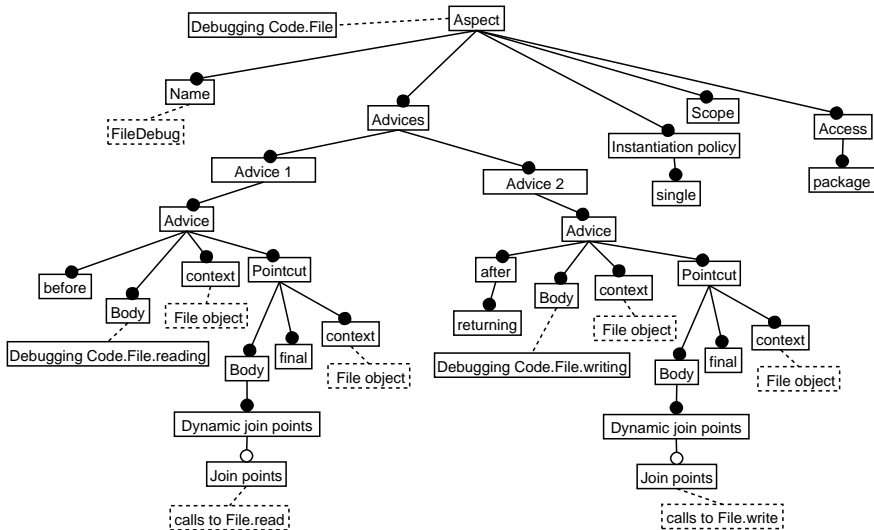 Debugging Code.File
Aspect
Name
Scope
FileDebug
Advices
Access
Instantiation policy
Advice 1
Advice 2
single
package
Advice
Advice
before
context
Pointcut
after
context
Pointcut
Body
File object
returning
Body
File object
Debugging Code.File.reading
final
context
Debugging Code.File.writing
final
context
Body
File object
Body
File object
Dynamic join points
Dynamic join points
Join points
Join points
calls to File.read
calls to File.write